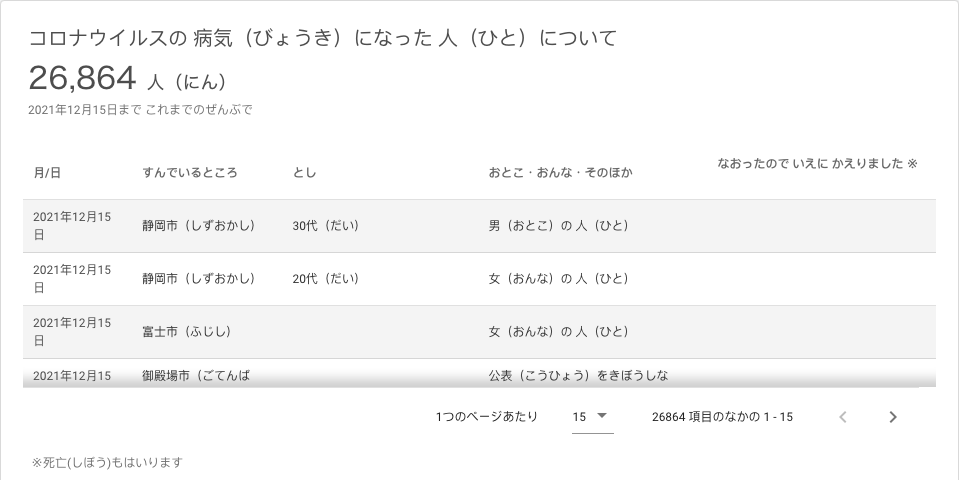 コロナウイルスの 病気（びょうき）になった 人（ひと）について
26,864 人（にん）
2021年12月15日まで これまでのぜんぶで
月/日 すんでいるところ とし おとこ・おんな・そのほか なおったので いえに かえりました ※
2021年12月15日 静岡市（しずおかし） 30代（だい） 男（おとこ）の 人（ひと）
2021年12月15日 静岡市（しずおかし） 20代（だい） 女（おんな）の 人（ひと）
2021年12月15日 富士市（ふじし） 女（おんな）の 人（ひと）
2021年12月15 御殿場市（ごてんば 公表（こうひょう）をきぼうしな
1つのページあたり 15 26864 項目のなかの 1 - 15
※死亡(しぼう)もはいります